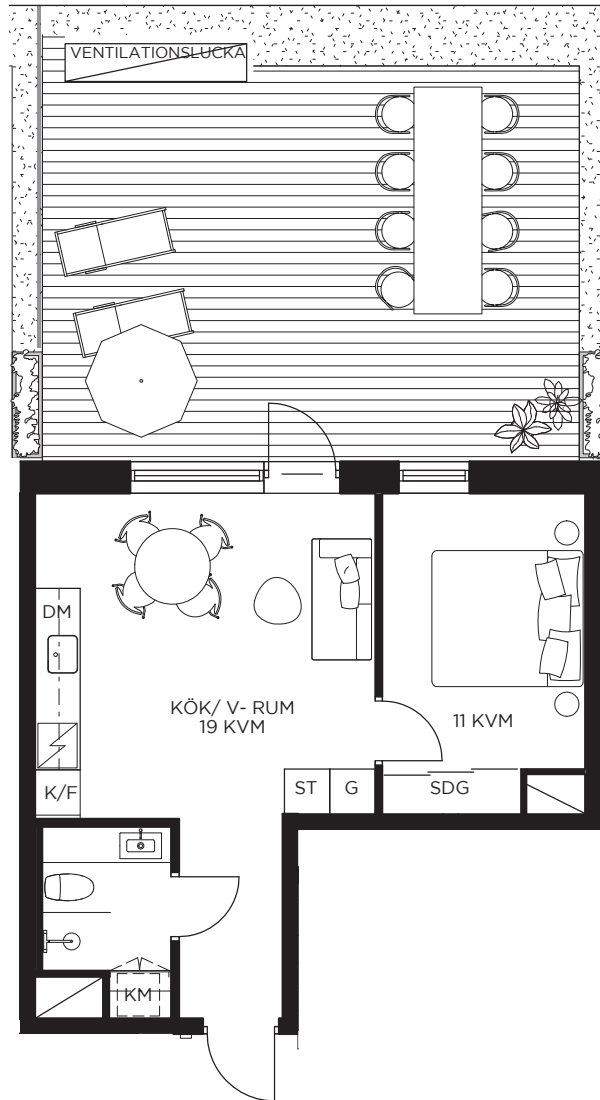 VENTILATIONSLUCKA
DM
KÖK/ V- RUM
19 KVM
11 KVM
K/F
ST
G
SDG
KM